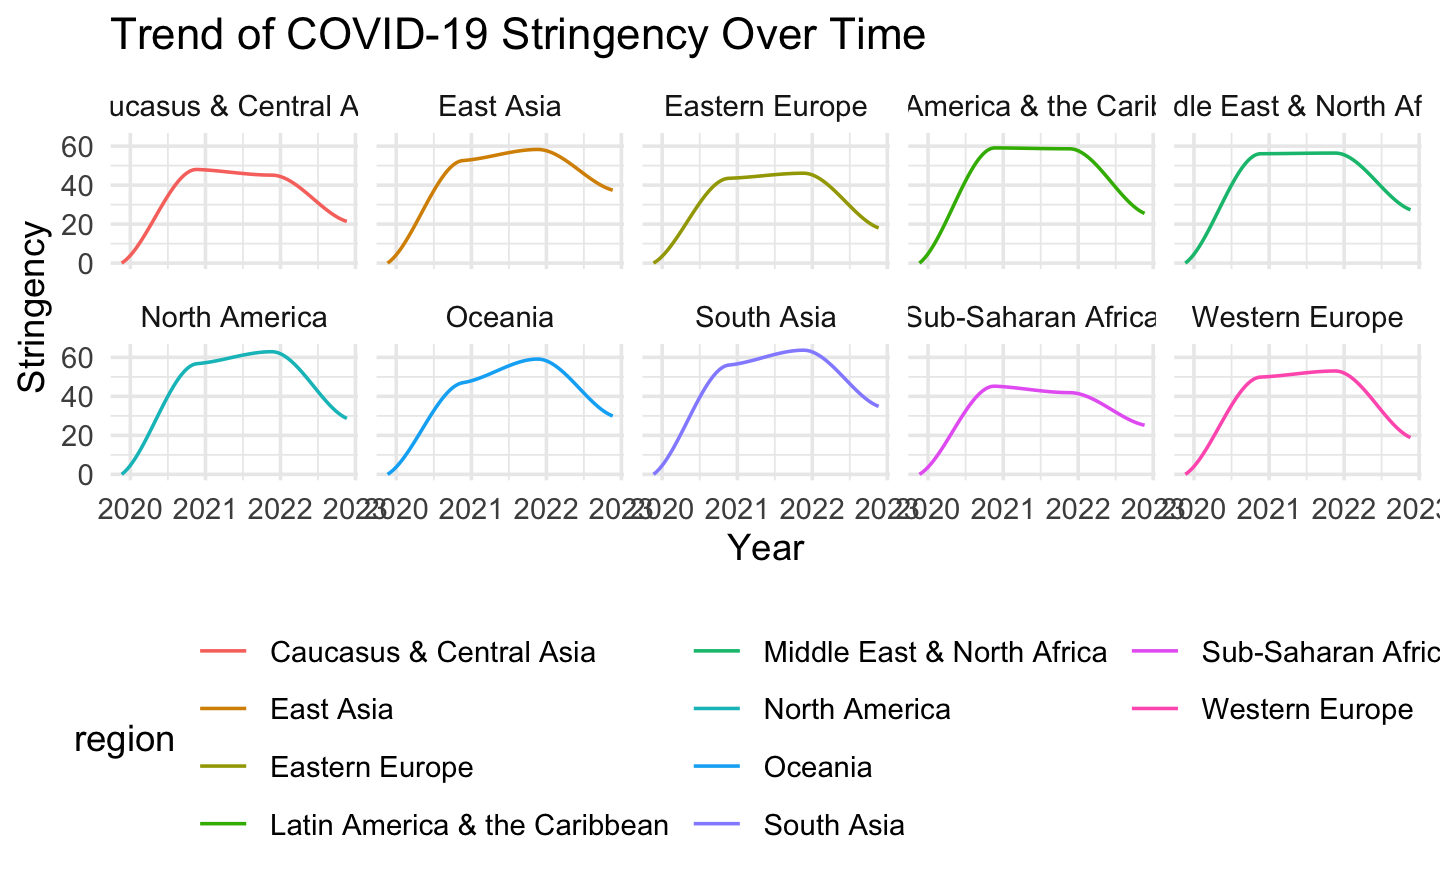 Trend of COVID-19 Stringency Over Time
ucasus & Central A
East Asia
Eastern Europe
America & the Carib
dle East & North Af
60
40
20
0
Stringency
North America
Oceania
South Asia
Sub-Saharan Africa
Western Europe
60
40
20
0
2020 2021 2022 2023
2020 2021 2022 2023
2020 2021 2022 2023
2020 2021 2022 2023
2020 2021 2022 2023
Year
region
Caucasus & Central Asia
East Asia
Eastern Europe
Latin America & the Caribbean
Middle East & North Africa
North America
Oceania
South Asia
Sub-Saharan Afric
Western Europe